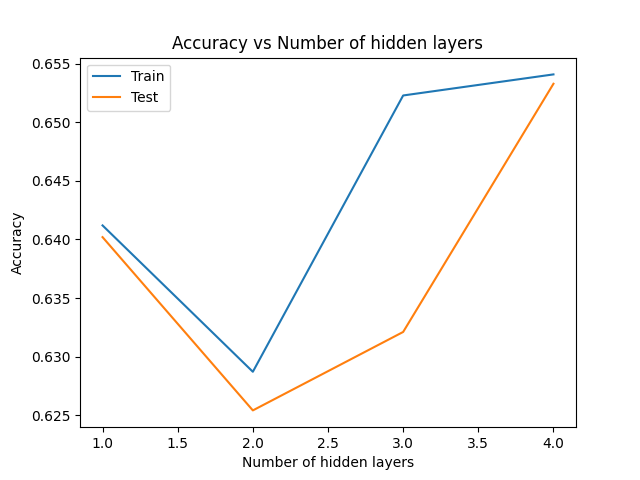 Accuracy vs Number of hidden layers
Train
Test
0.655
0.650
0.645
0.640
0.635
0.630
0.625
Accuracy
1.0 1.5 2.0 2.5 3.0 3.5 4.0
Number of hidden layers